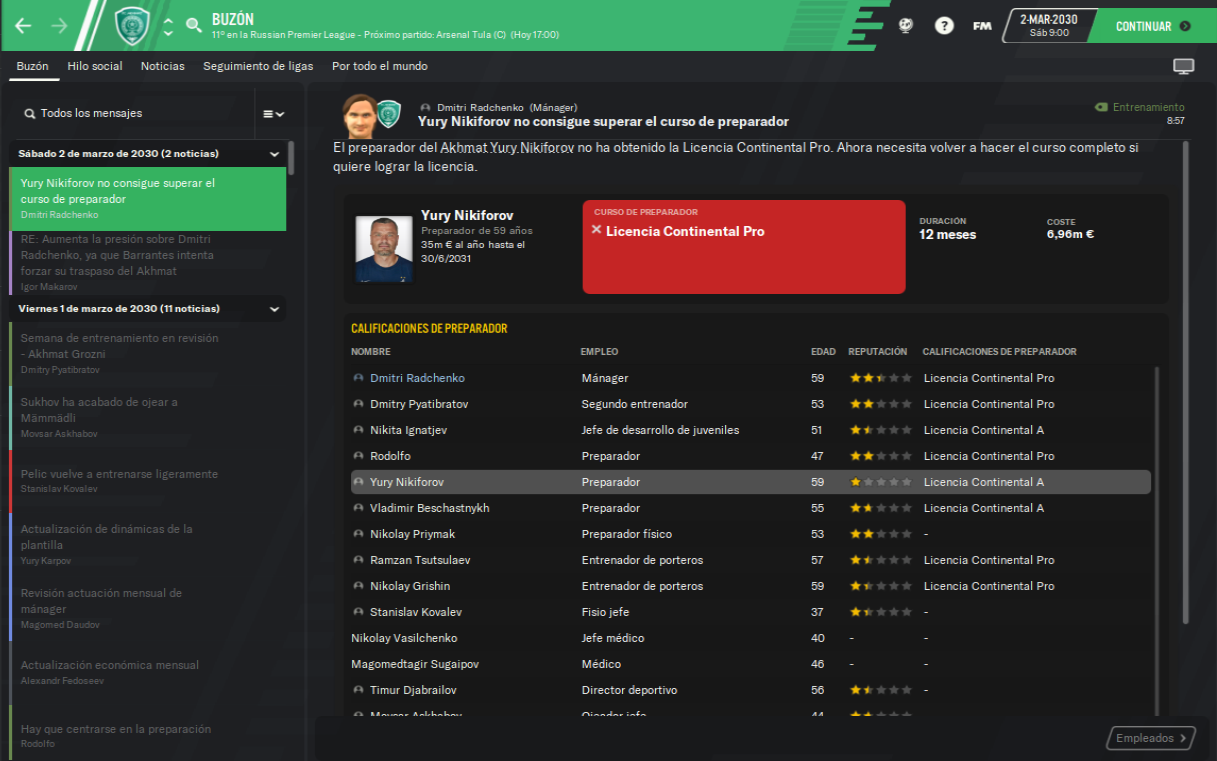 BUZÓN
11º en la Russian Premier League - Próximo partido: Arsenal Tula (C) (Hoy 17:00)
?
FM
2-MAR-2030
Sáb 9:00
CONTINUAR
Buzón Hilo social Noticias Seguimiento de ligas Por todo el mundo
Todos los mensajes
Sábado 2 de marzo de 2030 (2 noticias)
Yury Nikiforov no consigue superar el
curso de preparador
Dmitri Radchenko
RE: Aumenta la presión sobre Dmitri
Radchenko, ya que Barrantes intenta
forzar su traspaso del Akhmat
Igor Makarov
Viernes 1 de marzo de 2030 (11 noticias)
Semana de entrenamiento en revisión
- Akhmat Grozni
Dmitry Pyatibratov
Sukhov ha acabado de ojear a
Mämmädli
Movsar Askhabov
Pelic vuelve a entrenarse ligeramente
Stanislav Kovalev
Actualización de dinámicas de la
plantilla
Yury Karpov
Revisión actuación mensual de
mánager
Magomed Daudov
Actualización económica mensual
Alexandr Fedoseev
Hay que centrarse en la preparación
Rodolfo
Dmitri Radchenko (Mánager)
Yury Nikiforov no consigue superar el curso de preparador
Entrenamiento
8:57
El preparador del Akhmat Yury Nikiforov no ha obtenido la Licencia Continental Pro. Ahora necesita volver a hacer el curso completo si
quiere lograr la licencia.
Yury Nikiforov
Preparador de 59 años
35m € al año hasta el
30/6/2031
CURSO DE PREPARADOR
Licencia Continental Pro
DURACIÓN
12 meses
COSTE
6,96m €
CALIFICACIONES DE PREPARADOR
NOMBRE EMPLEO EDAD REPUTACIÓN CALIFICACIONES DE PREPARADOR
Dmitri Radchenko Mánager 59 Licencia Continental Pro
Dmitry Pyatibratov Segundo entrenador 53 Licencia Continental Pro
Nikita Ignatjev Jefe de desarrollo de juveniles 51 Licencia Continental A
Rodolfo Preparador 47 Licencia Continental Pro
Yury Nikiforov Preparador 59 Licencia Continental A
Vladimir Beschastnykh Preparador 55 Licencia Continental A
Nikolay Priymak Preparador físico 53 -
Ramzan Tsutsulaev Entrenador de porteros 57 Licencia Continental Pro
Nikolay Grishin Entrenador de porteros 59 Licencia Continental Pro
Stanislav Kovalev Fisio jefe 37 -
Nikolay Vasilchenko Jefe médico 40 - -
Magomedtagir Sugaipov Médico 46 - -
Timur Djabrailov Director deportivo 56 -
Movsar Askhabov Ojeador jefe 44
Empleados